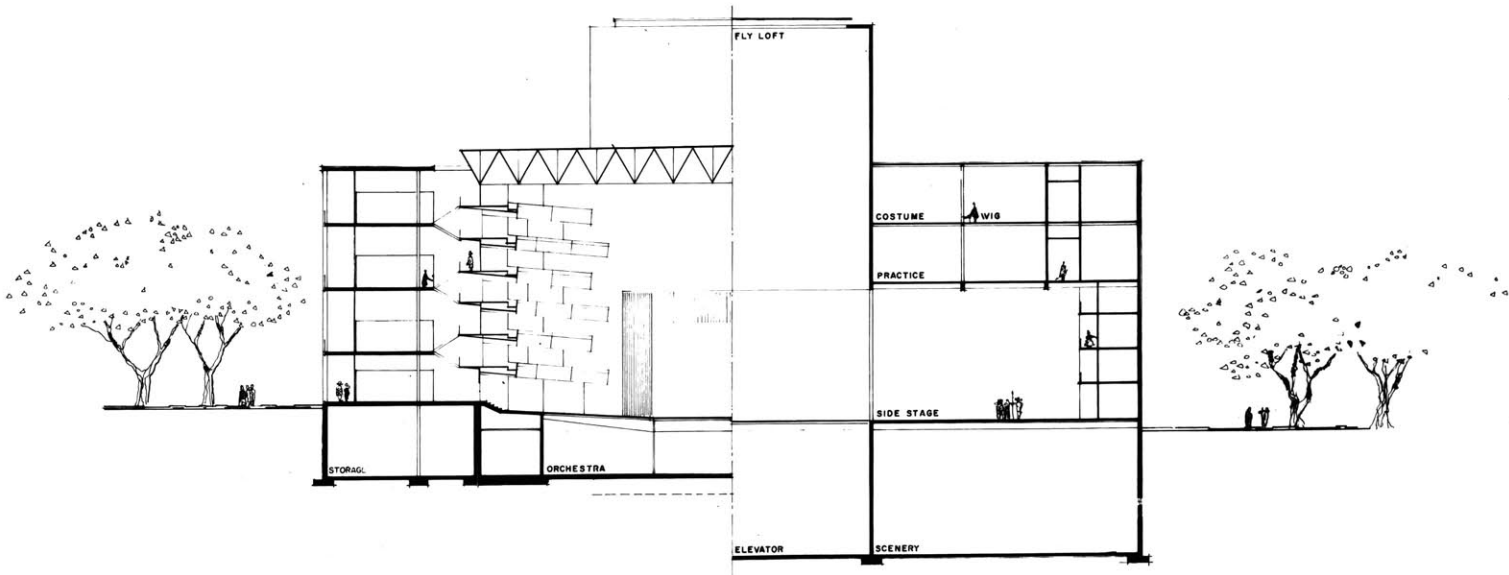 FLY LOFT
COSTUME
WIG
PRACTICE
SIDE STAGE
STORAGL
ORCHESTRA
ELEVATOR
SCENERY